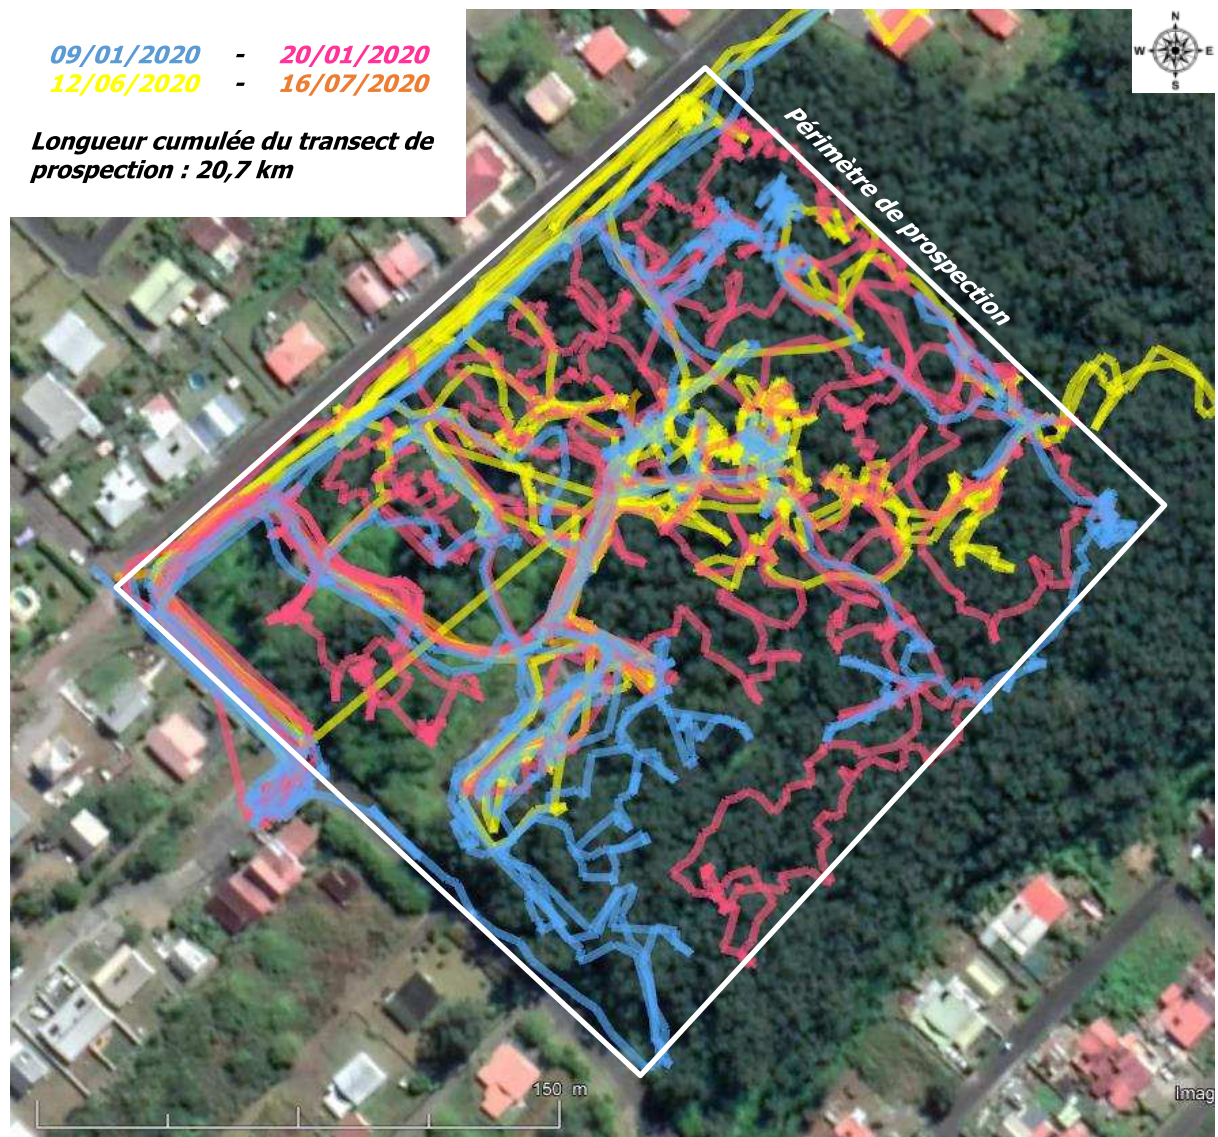 09/01/2020 - 20/01/2020
12/06/2020 - 16/07/2020
Longueur cumulée du transect de
prospection : 20,7 km
N
W E
S
Périmètre de prospection
150 m
Imag